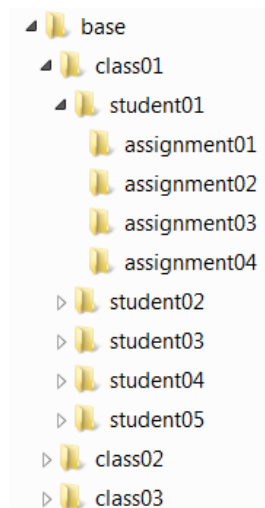 base
class01
student01
assignment01
assignment02
assignment03
assignment04
student02
student03
student04
student05
class02
class03